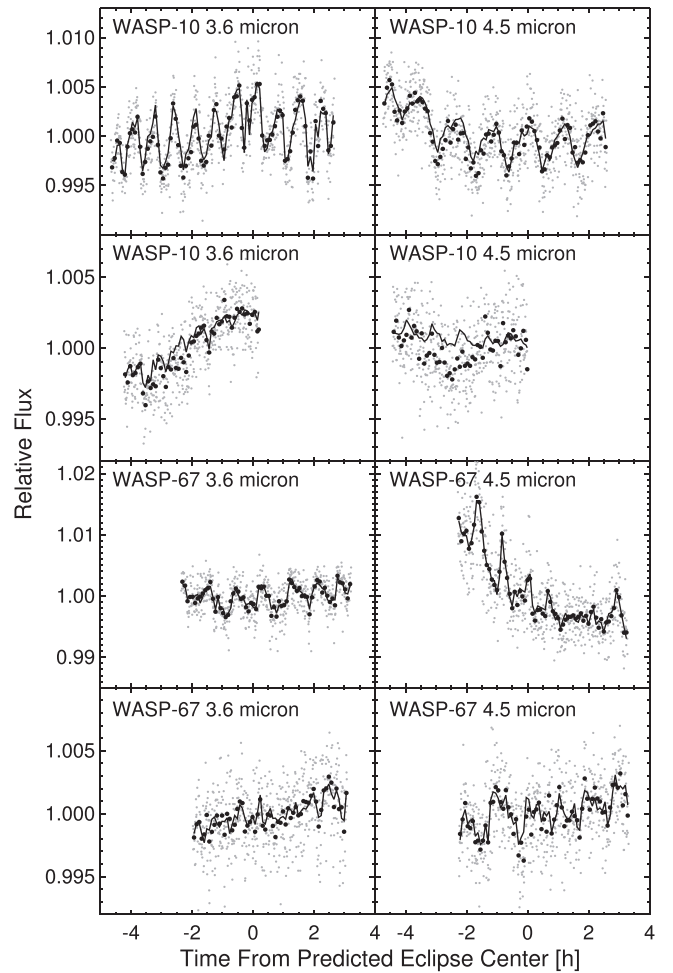 WASP-10 3.6 micron
WASP-10 4.5 micron
1.010
1.005
1.000
0.995
WASP-10 3.6 micron
WASP-10 4.5 micron
1.005
1.000
0.995
WASP-67 3.6 micron
WASP-67 4.5 micron
1.02
1.01
1.00
0.99
WASP-67 3.6 micron
WASP-67 4.5 micron
1.005
1.000
0.995
Relative Flux
-4 -2 0 2 4 -4 -2 0 2 4
Time From Predicted Eclipse Center [h]